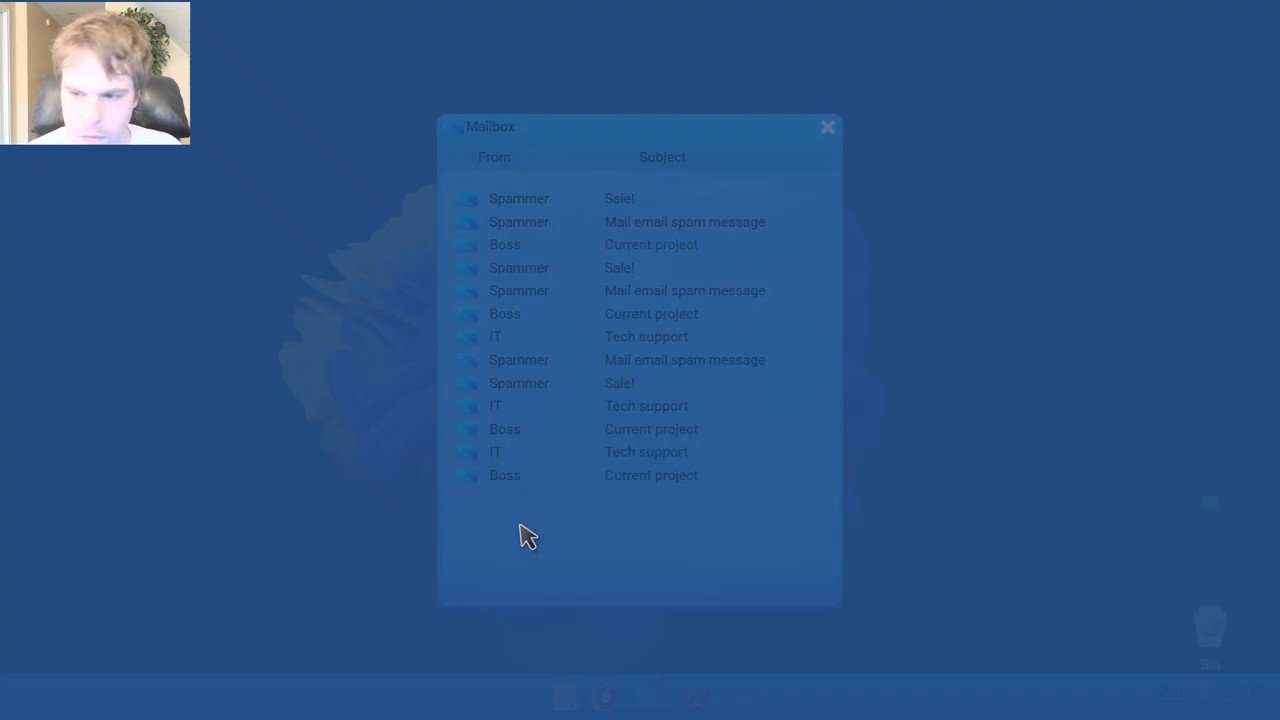 Mailbox
From Subject
Spammer Sale!
Spammer Mail email spam message
Boss Current project
Spammer Sale!
Spammer Mail email spam message
Boss Current project
IT Tech support
Spammer Mail email spam message
Spammer Sale!
IT Tech support
Boss Current project
IT Tech support
Boss Current project
Bin